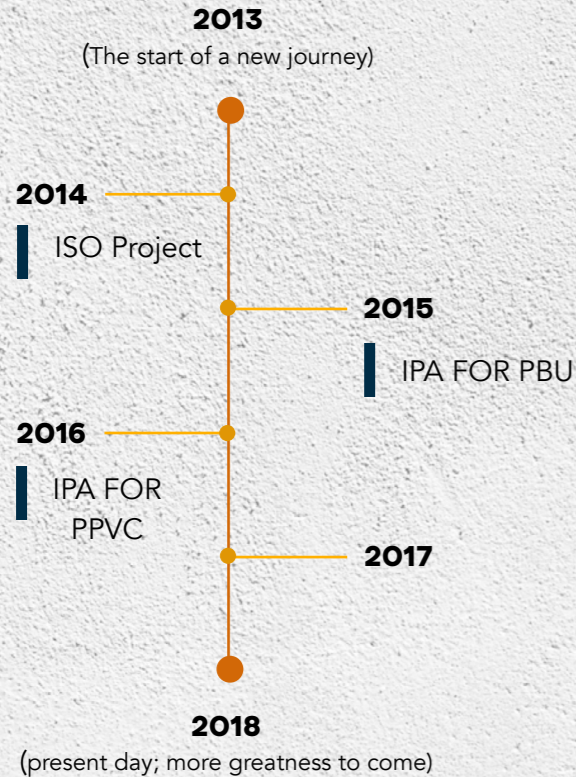 2013
(The start of a new journey)
2014
ISO Project
2015
IPA FOR PBU
2016
IPA FOR
PPVC
2017
2018
(present day; more greatness to come)